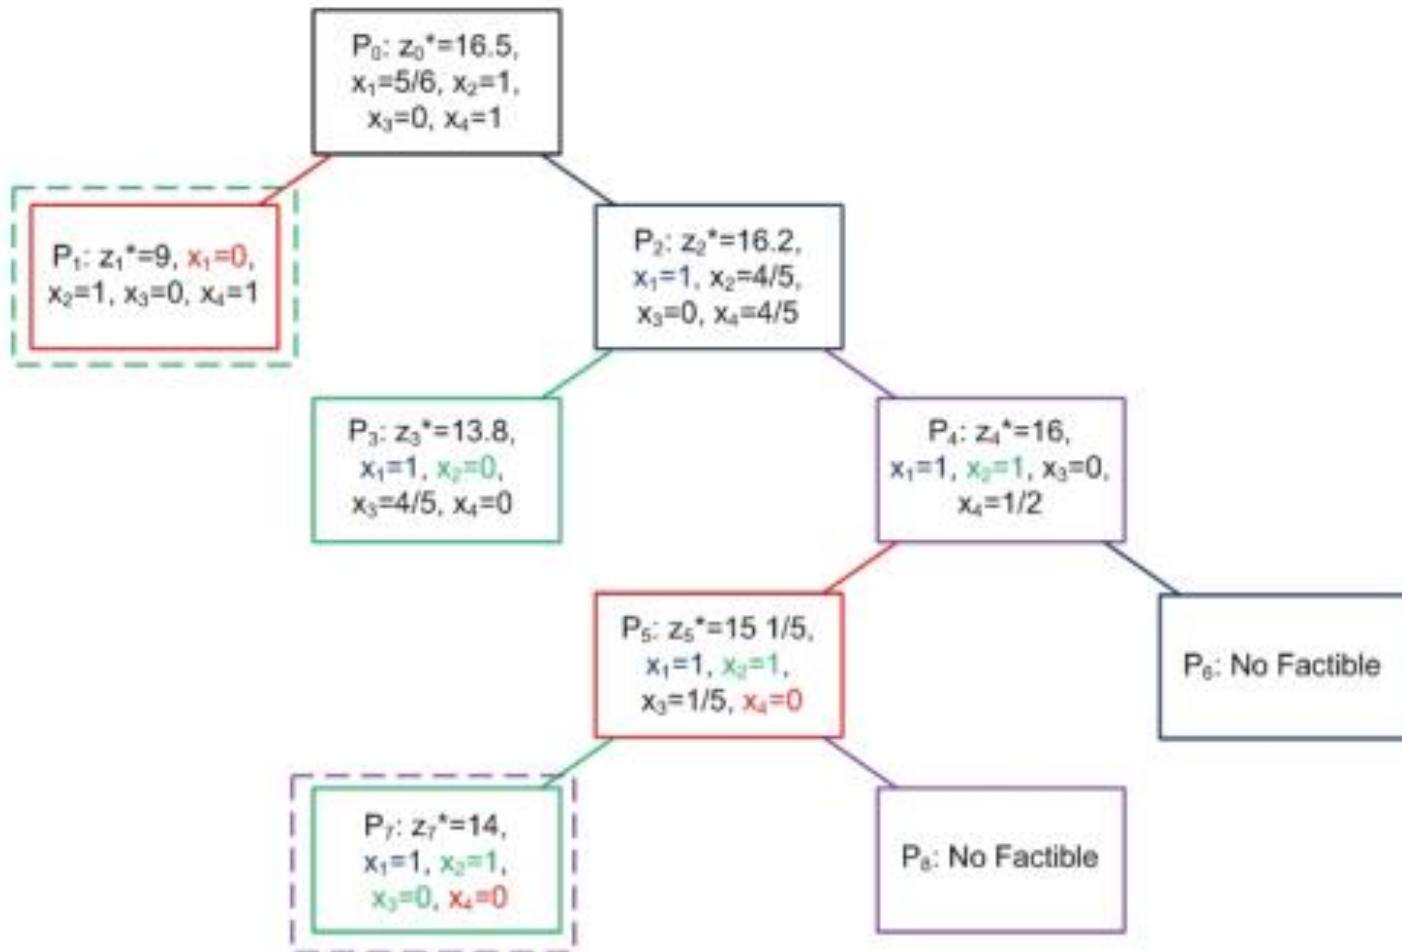 P₀: z₀*=16.5,
x₁=5/6, x₂=1,
x₃=0, x₄=1
P₁: z₁*=9, x₁=0,
x₂=1, x₃=0, x₄=1
P₂: z₂*=16.2,
x₁=1, x₂=4/5,
x₃=0, x₄=4/5
P₃: z₃*=13.8,
x₁=1, x₂=0,
x₃=4/5, x₄=0
P₄: z₄*=16,
x₁=1, x₂=1, x₃=0,
x₄=1/2
P₅: z₅*=15 1/5,
x₁=1, x₂=1,
x₃=1/5, x₄=0
P₆: No Factible
P₇: z₇*=14,
x₁=1, x₂=1,
x₃=0, x₄=0
P₈: No Factible